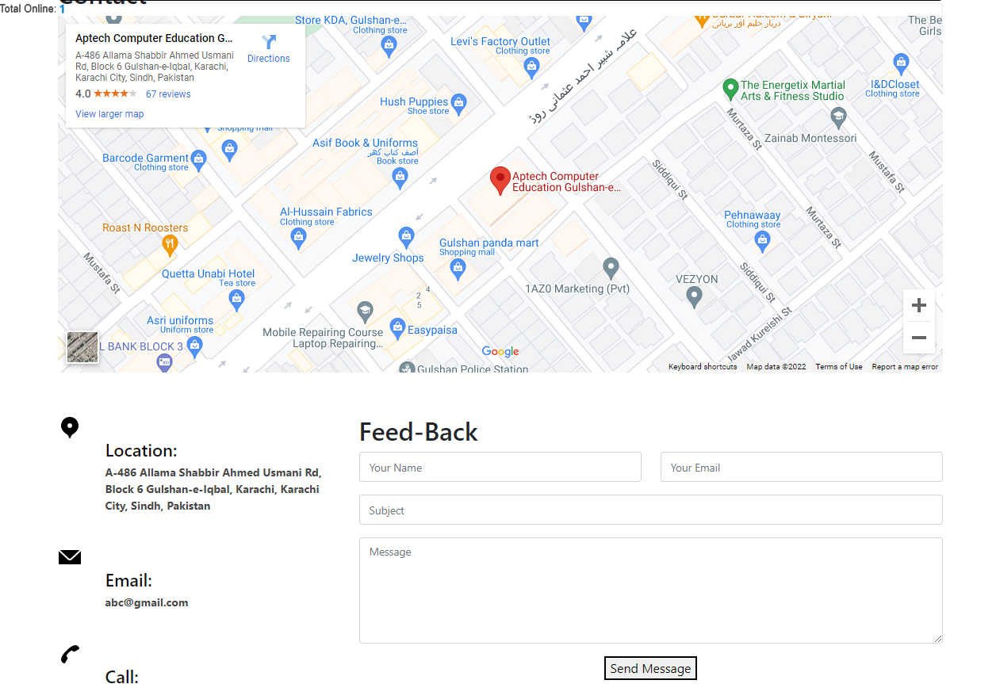 Contact
Total Online: 1
Aptech Computer Education G...
Directions
A-486 Allama Shabbir Ahmed Usmani
Rd, Block 6 Gulshan-e-Iqbal, Karachi,
Karachi City, Sindh, Pakistan
4.0
67 reviews
View larger map
Store KDA, Gulshan-e...
Clothing store
Levi's Factory Outlet
Clothing store
علامہ شبیر احمد عثمانی روڈ
دربار حلیم اور بریانی
The Be
Girls
I&DCloset
Clothing store
The Energetix Martial
Arts & Fitness Studio
Hush Puppies
Shoe store
Murtaza St
Zainab Montessori
Shopping mall
Asif Book & Uniforms
آصف کتاب گھر
Book store
Barcode Garment
Clothing store
Mustafa St
Siddiqui St
Aptech Computer
Education Gulshan-e...
Al-Hussain Fabrics
Clothing store
Pehnawaay
Clothing store
Murtaza St
Roast N Roosters
Gulshan panda mart
Shopping mall
Jewelry Shops
Mustafa St
Quetta Unabi Hotel
Tea store
Siddiqui St
VEZYON
1AZ0 Marketing (Pvt)
4
2
5
Asri uniforms
Uniform store
Jawad Kureishi St
Mobile Repairing Course
Laptop Repairing...
Easypaisa
L BANK BLOCK 3
Google
Gulshan Police Station
Keyboard shortcuts
Map data ©2022
Terms of Use
Report a map error
Location:
A-486 Allama Shabbir Ahmed Usmani Rd,
Block 6 Gulshan-e-Iqbal, Karachi, Karachi
City, Sindh, Pakistan
Email:
abc@gmail.com
Call:
Feed-Back
Your Name
Your Email
Subject
Message
Send Message